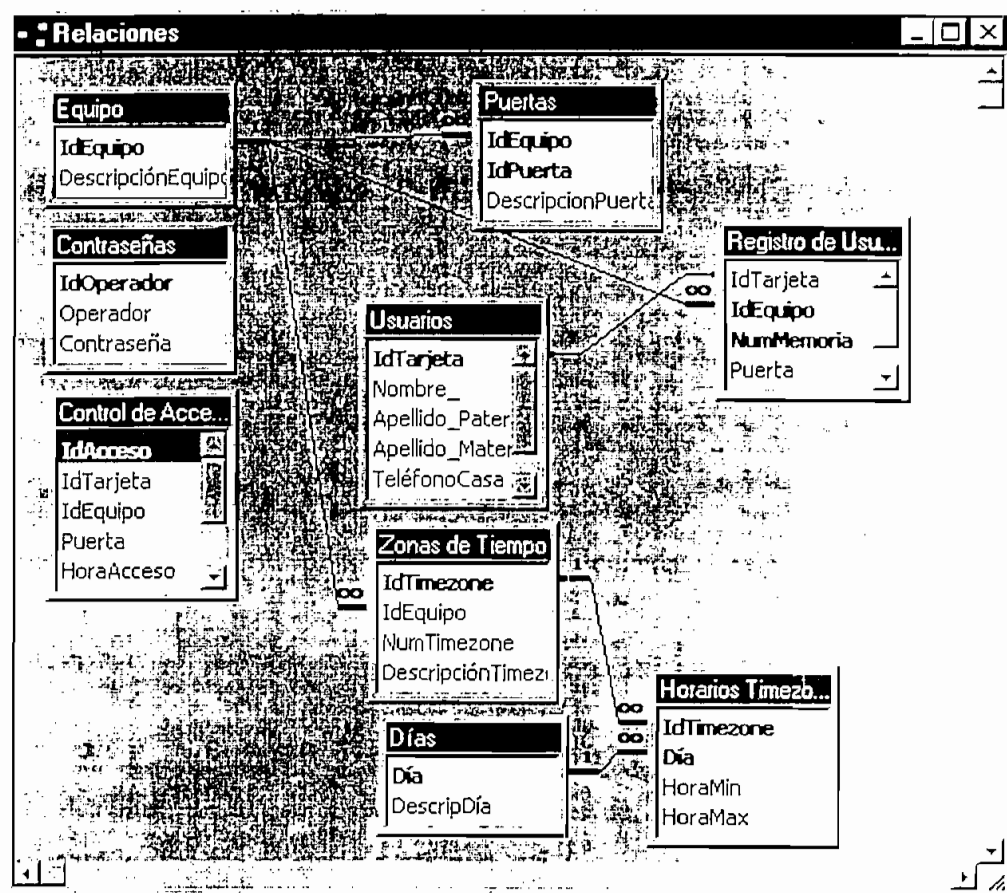 Relaciones
Equipo
IdEquipo
DescripciónEquipo
Puertas
IdEquipo
IdPuerta
DescripcionPuerta
Contraseñas
IdOperador
Operador
Contraseña
Registro de Usu...
IdTarjeta
IdEquipo
NumMemoria
Puerta
Usuarios
IdTarjeta
Nombre_
Apellido_Pater
Apellido_Mater
TeléfonoCasa
Control de Acce...
IdAcceso
IdTarjeta
IdEquipo
Puerta
HoraAcceso
Zonas de Tiempo
IdTimezone
IdEquipo
NumTimezone
DescripciónTimez
Días
Día
DescripDía
Horarios Timezo...
IdTimezone
Día
HoraMin
HoraMax
∞
∞
∞
1
∞
∞
1